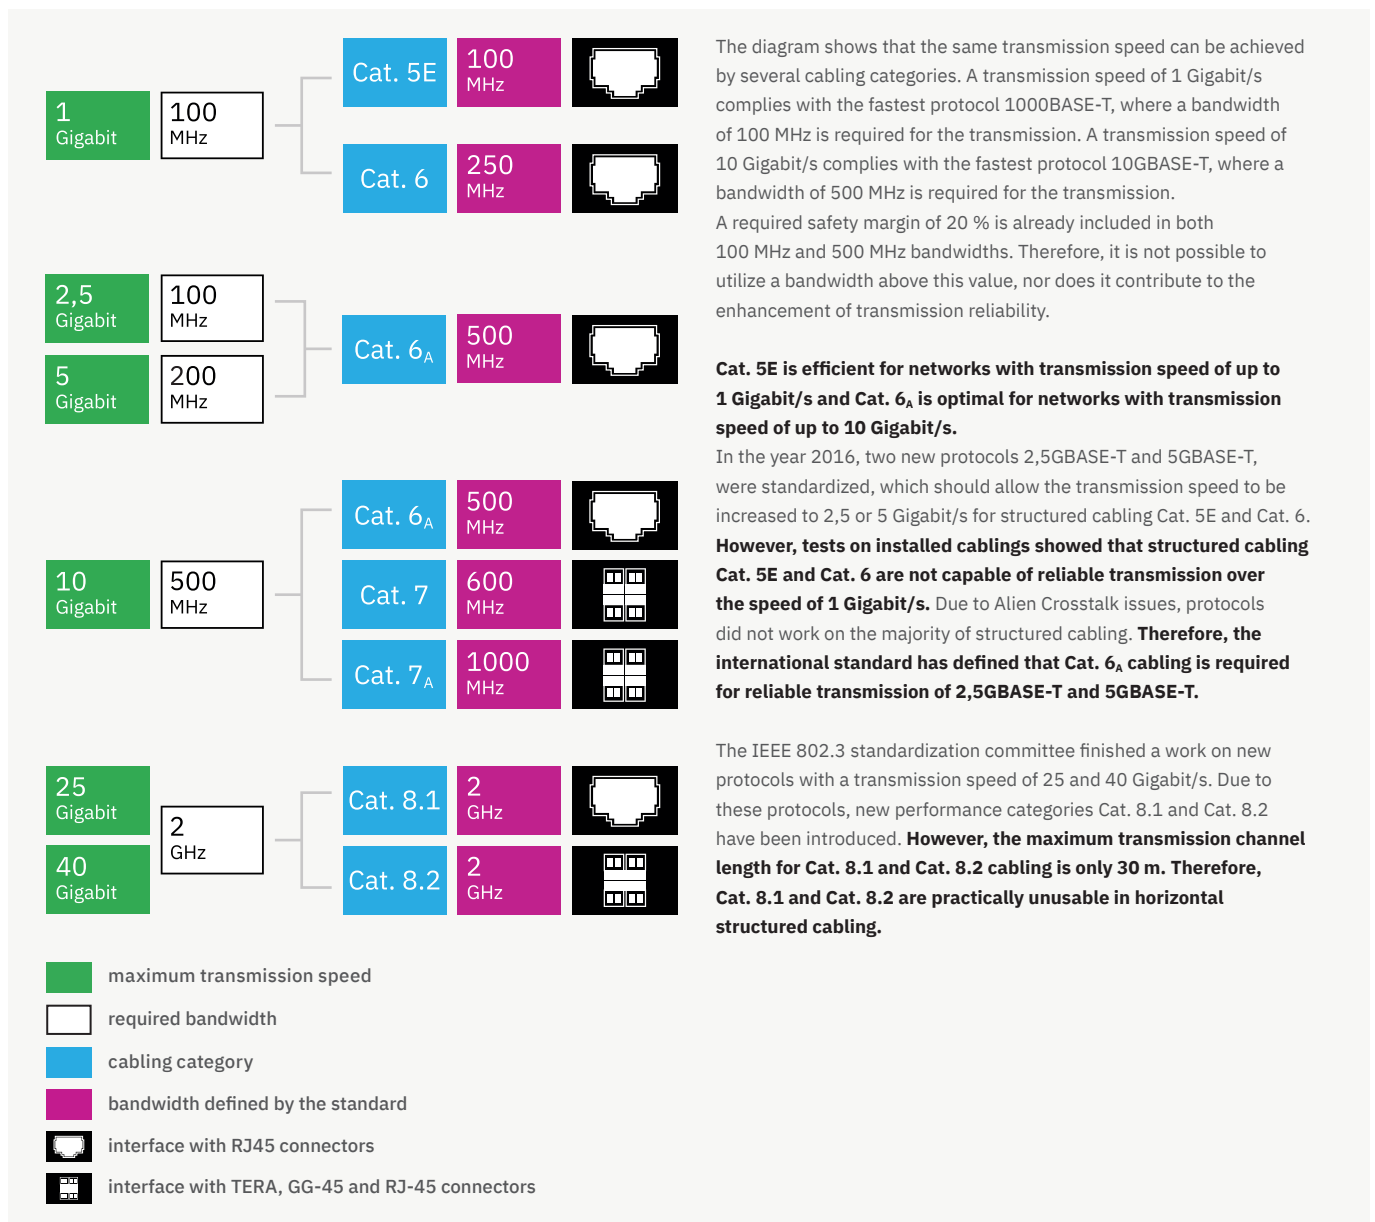 1
Gigabit
100
MHz
Cat. 5E
100
MHz
Cat. 6
250
MHz
2,5
Gigabit
100
MHz
5
Gigabit
200
MHz
Cat. 6A
500
MHz
10
Gigabit
500
MHz
Cat. 6A
500
MHz
Cat. 7
600
MHz
Cat. 7A
1000
MHz
25
Gigabit
40
Gigabit
2
GHz
Cat. 8.1
2
GHz
Cat. 8.2
2
GHz
maximum transmission speed
required bandwidth
cabling category
bandwidth defined by the standard
interface with RJ45 connectors
interface with TERA, GG-45 and RJ-45 connectors
The diagram shows that the same transmission speed can be achieved
by several cabling categories. A transmission speed of 1 Gigabit/s
complies with the fastest protocol 1000BASE-T, where a bandwidth
of 100 MHz is required for the transmission. A transmission speed of
10 Gigabit/s complies with the fastest protocol 10GBASE-T, where a
bandwidth of 500 MHz is required for the transmission.
A required safety margin of 20 % is already included in both
100 MHz and 500 MHz bandwidths. Therefore, it is not possible to
utilize a bandwidth above this value, nor does it contribute to the
enhancement of transmission reliability.
Cat. 5E is efficient for networks with transmission speed of up to
1 Gigabit/s and Cat. 6A is optimal for networks with transmission
speed of up to 10 Gigabit/s.
In the year 2016, two new protocols 2,5GBASE-T and 5GBASE-T,
were standardized, which should allow the transmission speed to be
increased to 2,5 or 5 Gigabit/s for structured cabling Cat. 5E and Cat. 6.
However, tests on installed cablings showed that structured cabling
Cat. 5E and Cat. 6 are not capable of reliable transmission over
the speed of 1 Gigabit/s. Due to Alien Crosstalk issues, protocols
did not work on the majority of structured cabling. Therefore, the
international standard has defined that Cat. 6A cabling is required
for reliable transmission of 2,5GBASE-T and 5GBASE-T.
The IEEE 802.3 standardization committee finished a work on new
protocols with a transmission speed of 25 and 40 Gigabit/s. Due to
these protocols, new performance categories Cat. 8.1 and Cat. 8.2
have been introduced. However, the maximum transmission channel
length for Cat. 8.1 and Cat. 8.2 cabling is only 30 m. Therefore,
Cat. 8.1 and Cat. 8.2 are practically unusable in horizontal
structured cabling.